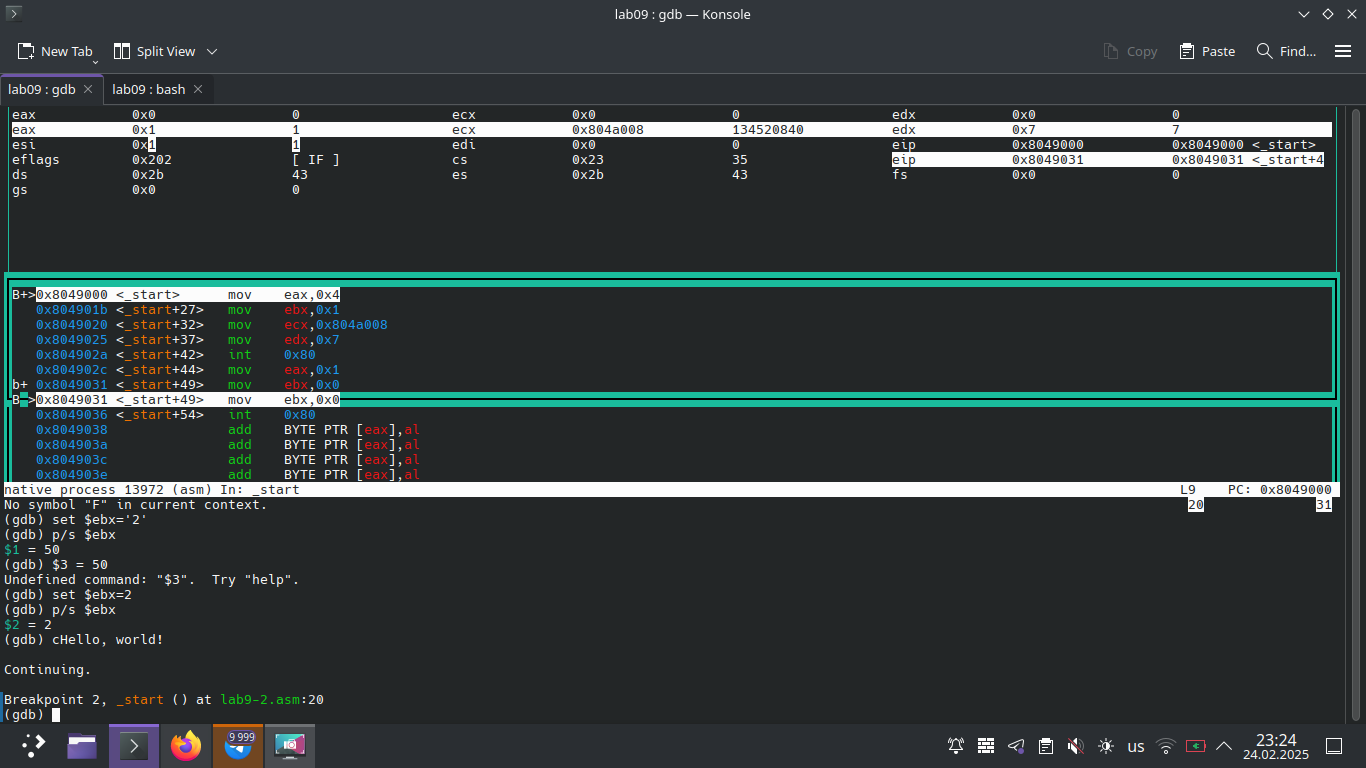 lab09 : gdb — Konsole
New Tab Split View Copy Paste Find...
lab09 : gdb lab09 : bash
eax 0x0 0 ecx 0x0 0 edx 0x0 0
eax 0x1 1 ecx 0x804a008 134520840 edx 0x7 7
esi 0x1 1 edi 0x0 0 eip 0x8049000 0x8049000 <_start>
eflags 0x202 [ IF ] cs 0x23 35 eip 0x8049031 0x8049031 <_start+4
ds 0x2b 43 es 0x2b 43 fs 0x0 0
gs 0x0 0
B+>0x8049000 <_start> mov eax,0x4
0x804901b <_start+27> mov ebx,0x1
0x8049020 <_start+32> mov ecx,0x804a008
0x8049025 <_start+37> mov edx,0x7
0x804902a <_start+42> int 0x80
0x804902c <_start+44> mov eax,0x1
b+ 0x8049031 <_start+49> mov ebx,0x0
B >0x8049031 <_start+49> mov ebx,0x0
0x8049036 <_start+54> int 0x80
0x8049038 add BYTE PTR [eax],al
0x804903a add BYTE PTR [eax],al
0x804903c add BYTE PTR [eax],al
0x804903e add BYTE PTR [eax],al
native process 13972 (asm) In: _start L9 PC: 0x8049000
No symbol "F" in current context. 20 31
(gdb) set $ebx='2'
(gdb) p/s $ebx
$1 = 50
(gdb) $3 = 50
Undefined command: "$3". Try "help".
(gdb) set $ebx=2
(gdb) p/s $ebx
$2 = 2
(gdb) cHello, world!
Continuing.
Breakpoint 2, _start () at lab9-2.asm:20
(gdb)
9 999
us
23:24
24.02.2025